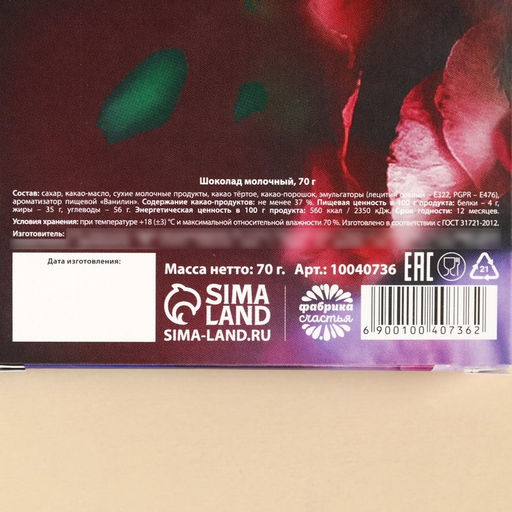 Шоколад молочный, 70 г
Состав: сахар, какао-масло, сухие молочные продукты, какао тёртое, какао-порошок, эмульгаторы (лецитин соевый – Е322, PGPR – Е476),
ароматизатор пищевой «Ванилин». Содержание какао-продуктов: не менее 37 %. Пищевая ценность в 100 г продукта: белки – 4 г,
жиры – 35 г, углеводы – 56 г. Энергетическая ценность в 100 г продукта: 560 ккал / 2350 кДж. Срок годности: 12 месяцев.
Условия хранения: при температуре +18 (±3) °C и максимальной относительной влажности 70 %. Изготовлено в соответствии с ГОСТ 31721-2012.
Изготовитель:
Дата изготовления:
Масса нетто: 70 г. Арт.: 10040736 EAC
21
SIMA
LAND
SIMA-LAND.RU
фабрика
счастья
6 900100 407362